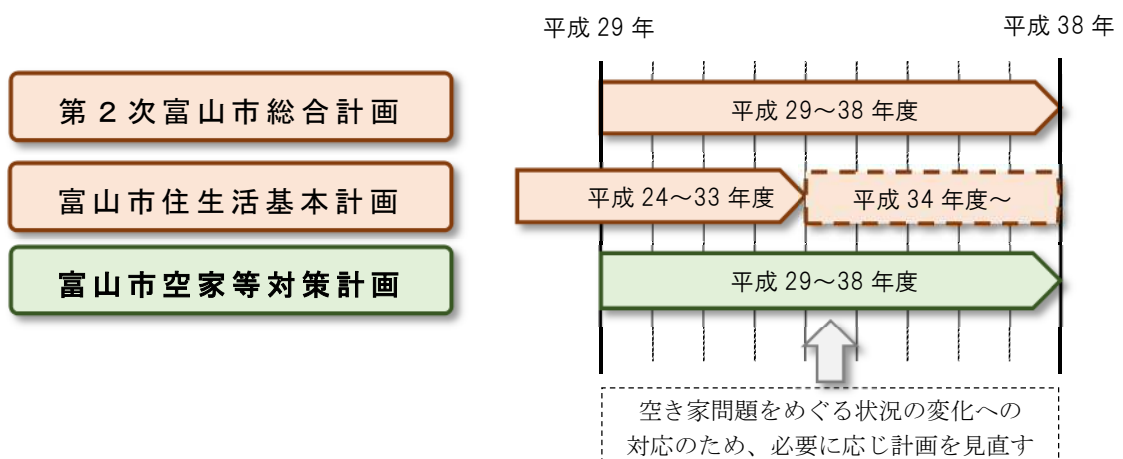 平成 29 年
平成 38 年
第２次富山市総合計画
平成 29～38 年度
富山市住生活基本計画
平成 24～33 年度
平成 34 年度～
富山市空家等対策計画
平成 29～38 年度
空き家問題をめぐる状況の変化への
対応のため、必要に応じ計画を見直す